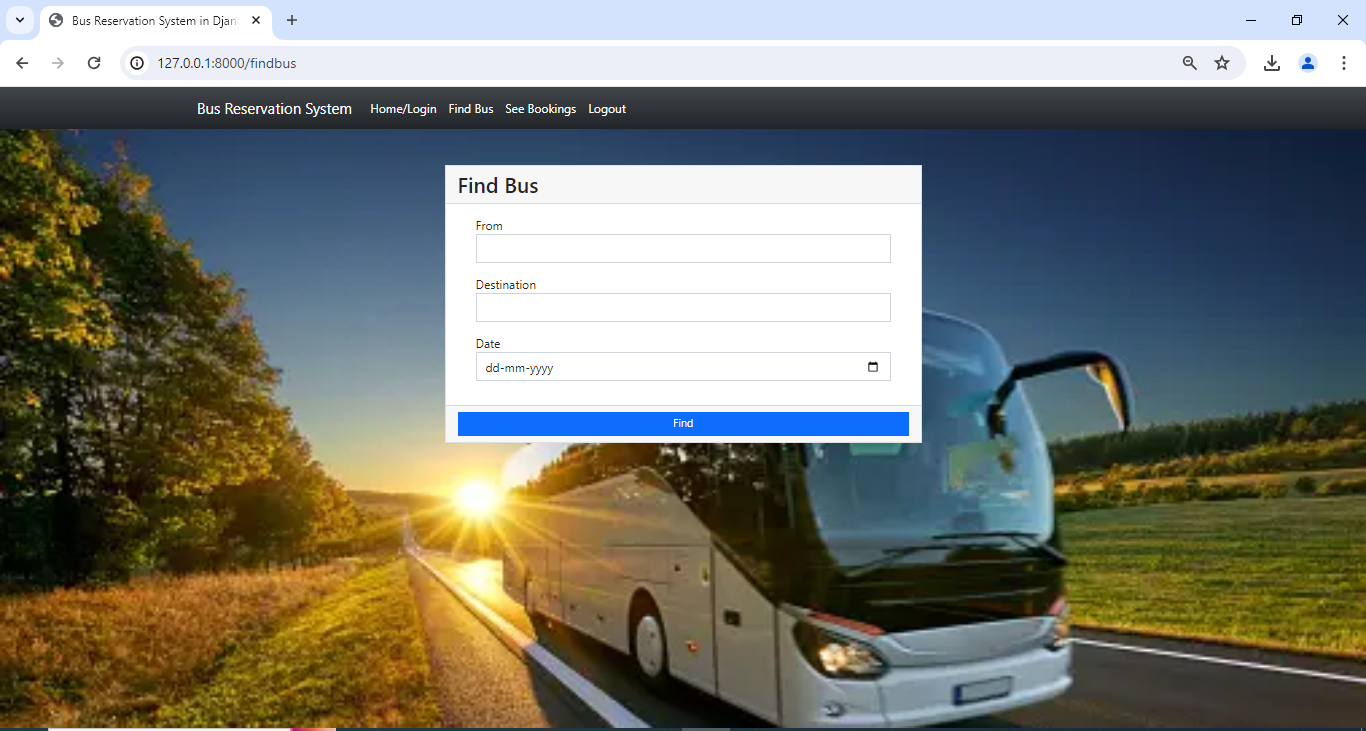 Bus Reservation System in Djan
127.0.0.1:8000/findbus
Bus Reservation System Home/Login Find Bus See Bookings Logout
Find Bus
From
Destination
Date
dd-mm-yyyy
Find